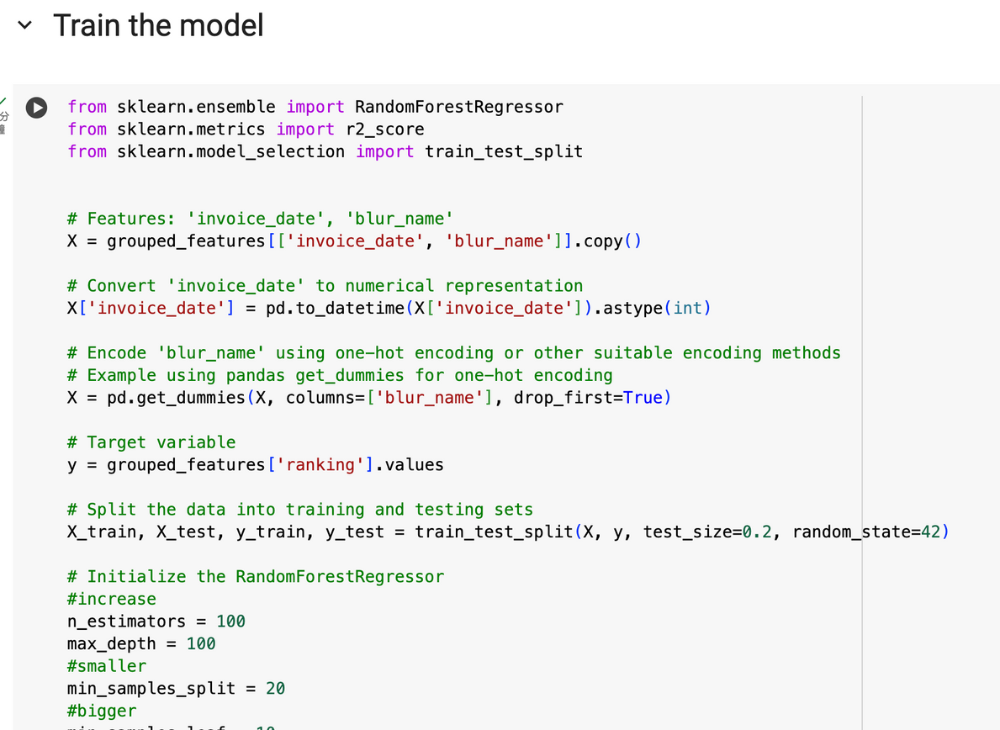 Train the model
from sklearn.ensemble import RandomForestRegressor
from sklearn.metrics import r2_score
from sklearn.model_selection import train_test_split
# Features: 'invoice_date', 'blur_name'
X = grouped_features[['invoice_date', 'blur_name']].copy()
# Convert 'invoice_date' to numerical representation
X['invoice_date'] = pd.to_datetime(X['invoice_date']).astype(int)
# Encode 'blur_name' using one-hot encoding or other suitable encoding methods
# Example using pandas get_dummies for one-hot encoding
X = pd.get_dummies(X, columns=['blur_name'], drop_first=True)
# Target variable
y = grouped_features['ranking'].values
# Split the data into training and testing sets
X_train, X_test, y_train, y_test = train_test_split(X, y, test_size=0.2, random_state=42)
# Initialize the RandomForestRegressor
#increase
n_estimators = 100
max_depth = 100
#smaller
min_samples_split = 20
#bigger